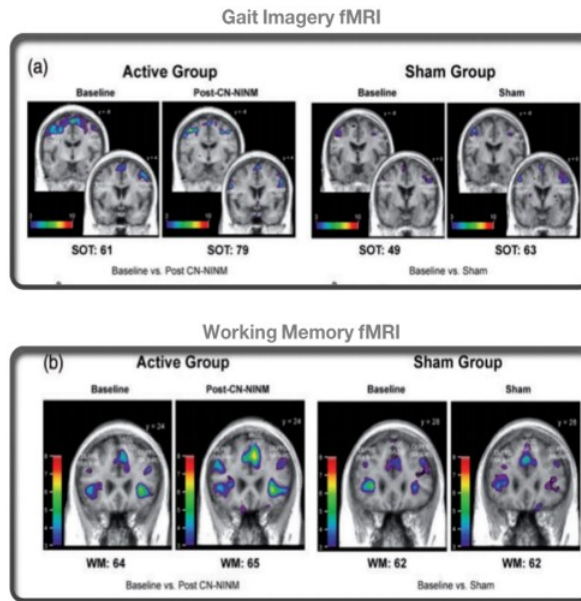 Gait Imagery fMRI
(a)
Active Group
Sham Group
Baseline
Post-CN-NINM
Baseline
Sham
SOT: 61
SOT: 79
SOT: 49
SOT: 63
Baseline vs. Post CN-NINM
Baseline vs. Sham
Working Memory fMRI
(b)
Active Group
Sham Group
Baseline
Post-CN-NINM
Baseline
Sham
y = 24
y = 24
WM: 64
WM: 65
WM: 62
WM: 62
Baseline vs. Post CN-NINM
Baseline vs. Sham